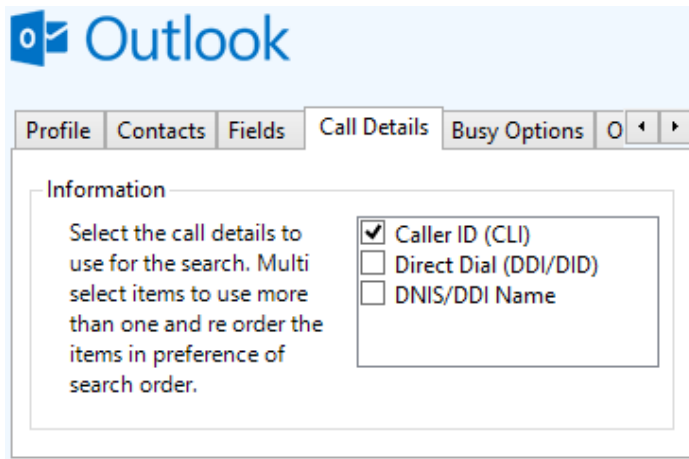 Outlook
Profile Contacts Fields Call Details Busy Options O
Information
Select the call details to
use for the search. Multi
select items to use more
than one and re order the
items in preference of
search order.
Caller ID (CLI)
Direct Dial (DDI/DID)
DNIS/DDI Name